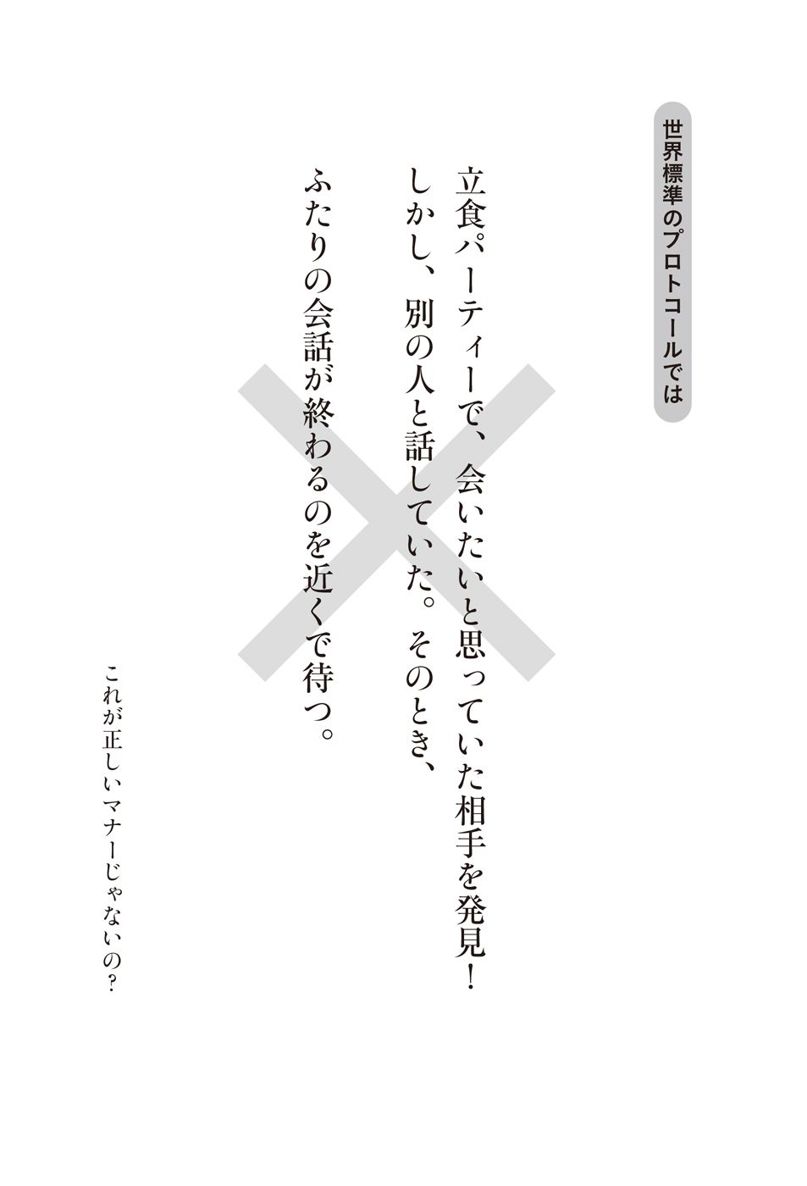 世界標準のプロトコールでは
立食パーティーで、会いたいと思っていた相手を発見！
しかし、別の人と話していた。そのとき、
ふたりの会話が終わるのを近くで待つ。
これが正しいマナーじゃないの？